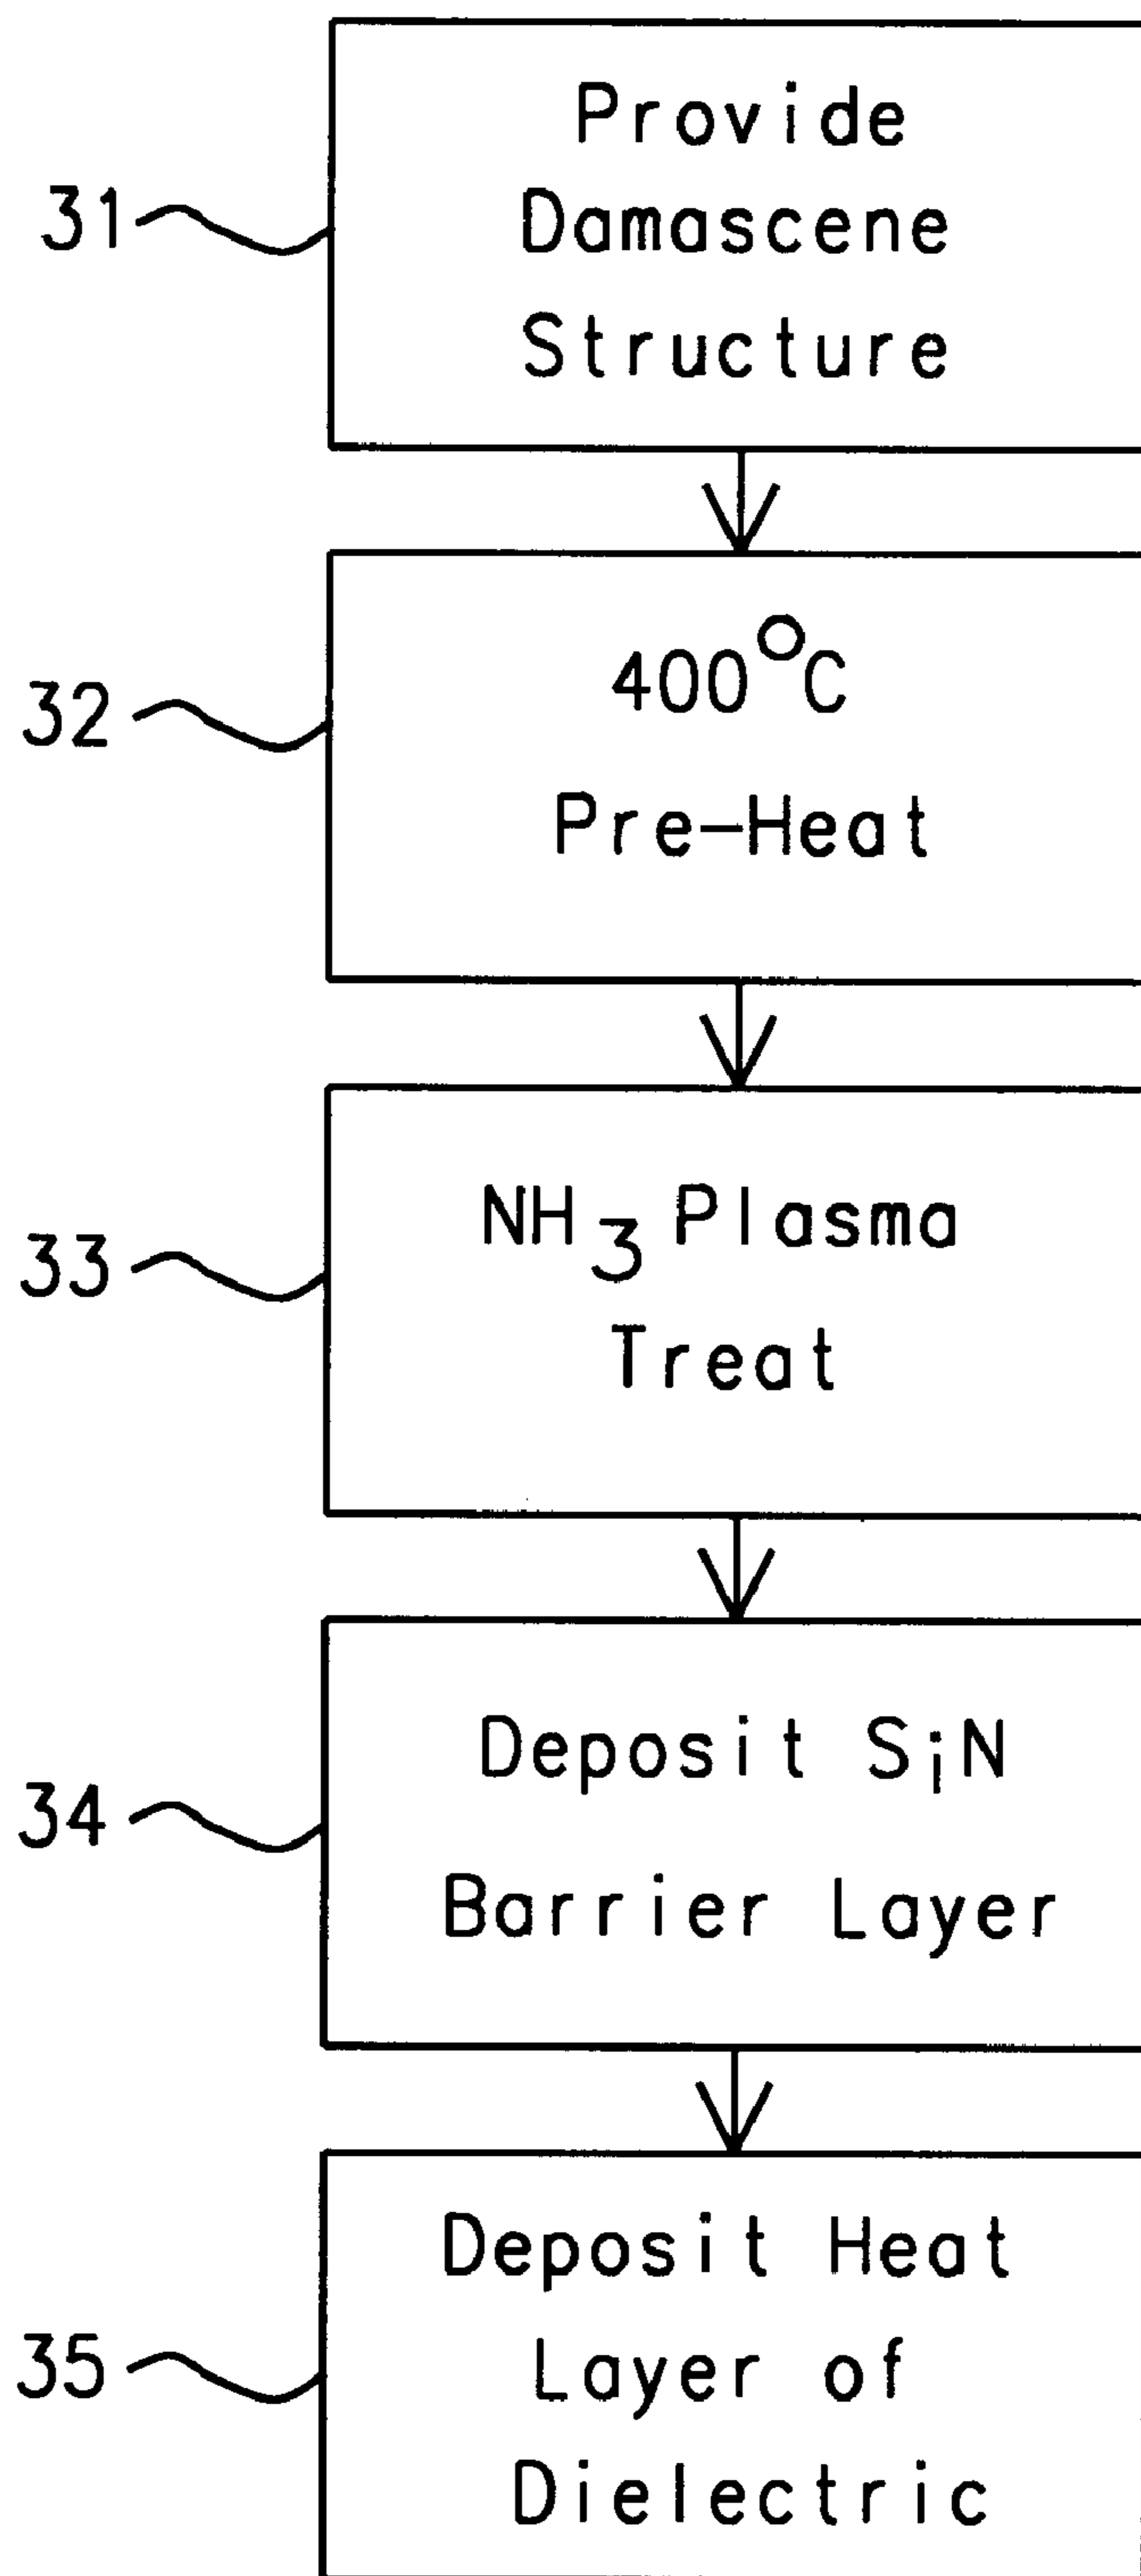 31
Provide
Damascene
Structure
32
400°C
Pre-Heat
33
NH₃ Plasma
Treat
34
Deposit SiN
Barrier Layer
35
Deposit Heat
Layer of
Dielectric